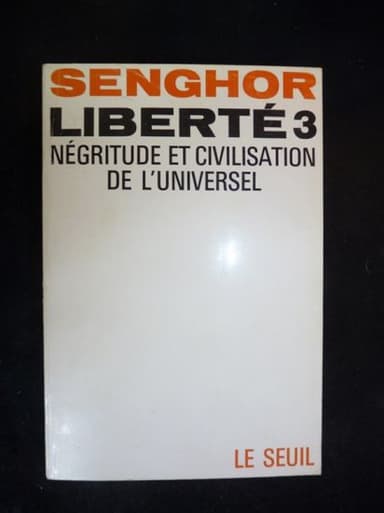 SENGHOR
LIBERTÉ 3
NÉGRITUDE ET CIVILISATION
DE L'UNIVERSEL
LE SEUIL